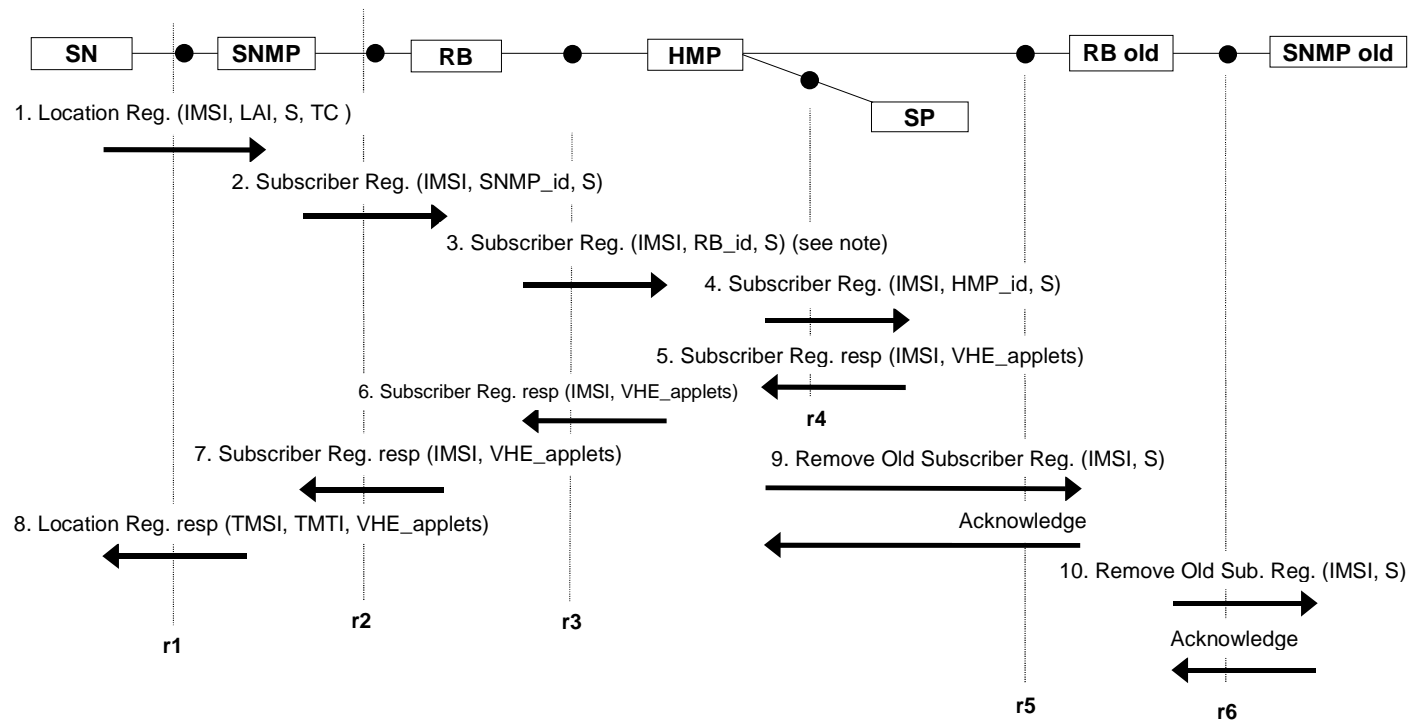 SN
SNMP
RB
HMP
RB old
SNMP old
SP
1. Location Reg. (IMSI, LAI, S, TC )
2. Subscriber Reg. (IMSI, SNMP_id, S)
3. Subscriber Reg. (IMSI, RB_id, S) (see note)
4. Subscriber Reg. (IMSI, HMP_id, S)
5. Subscriber Reg. resp (IMSI, VHE_applets)
6. Subscriber Reg. resp (IMSI, VHE_applets)
r4
7. Subscriber Reg. resp (IMSI, VHE_applets)
9. Remove Old Subscriber Reg. (IMSI, S)
8. Location Reg. resp (TMSI, TMTI, VHE_applets)
Acknowledge
10. Remove Old Sub. Reg. (IMSI, S)
r1
r2
r3
Acknowledge
r5
r6